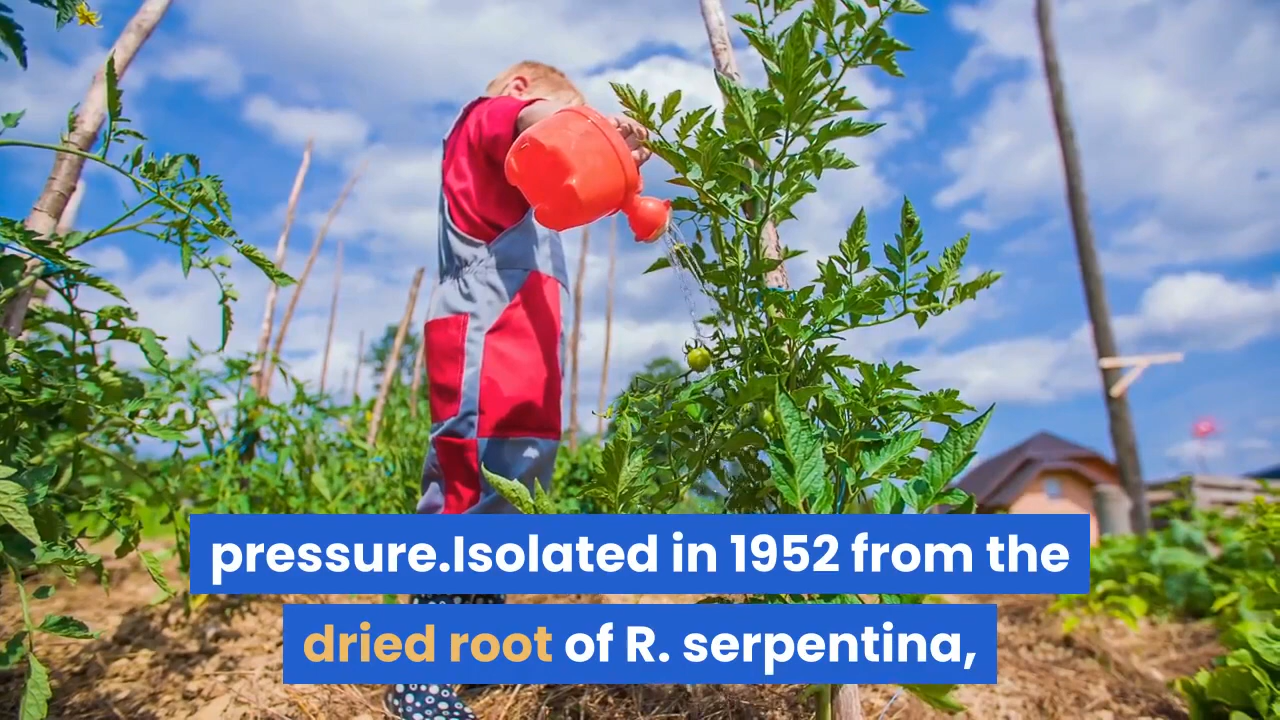 pressure.Isolated in 1952 from the
dried root of R. serpentina,